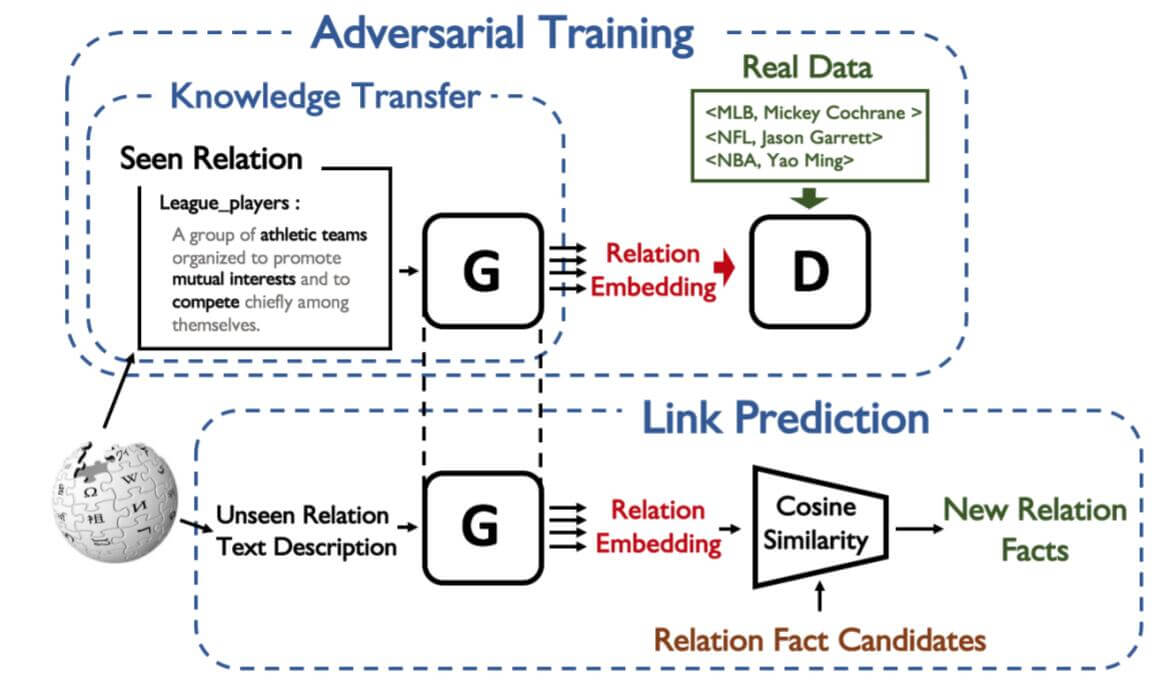 Adversarial Training
Knowledge Transfer
Real Data
<MLB, Mickey Cochrane >
<NFL, Jason Garrett>
<NBA, Yao Ming>
Seen Relation
League_players :
A group of athletic teams
organized to promote
mutual interests and to
compete chiefly among
themselves.
G
Relation
Embedding
D
Link Prediction
Ω
W
祖
И
Unseen Relation
Text Description
G
Relation
Embedding
Cosine
Similarity
New Relation
Facts
Relation Fact Candidates